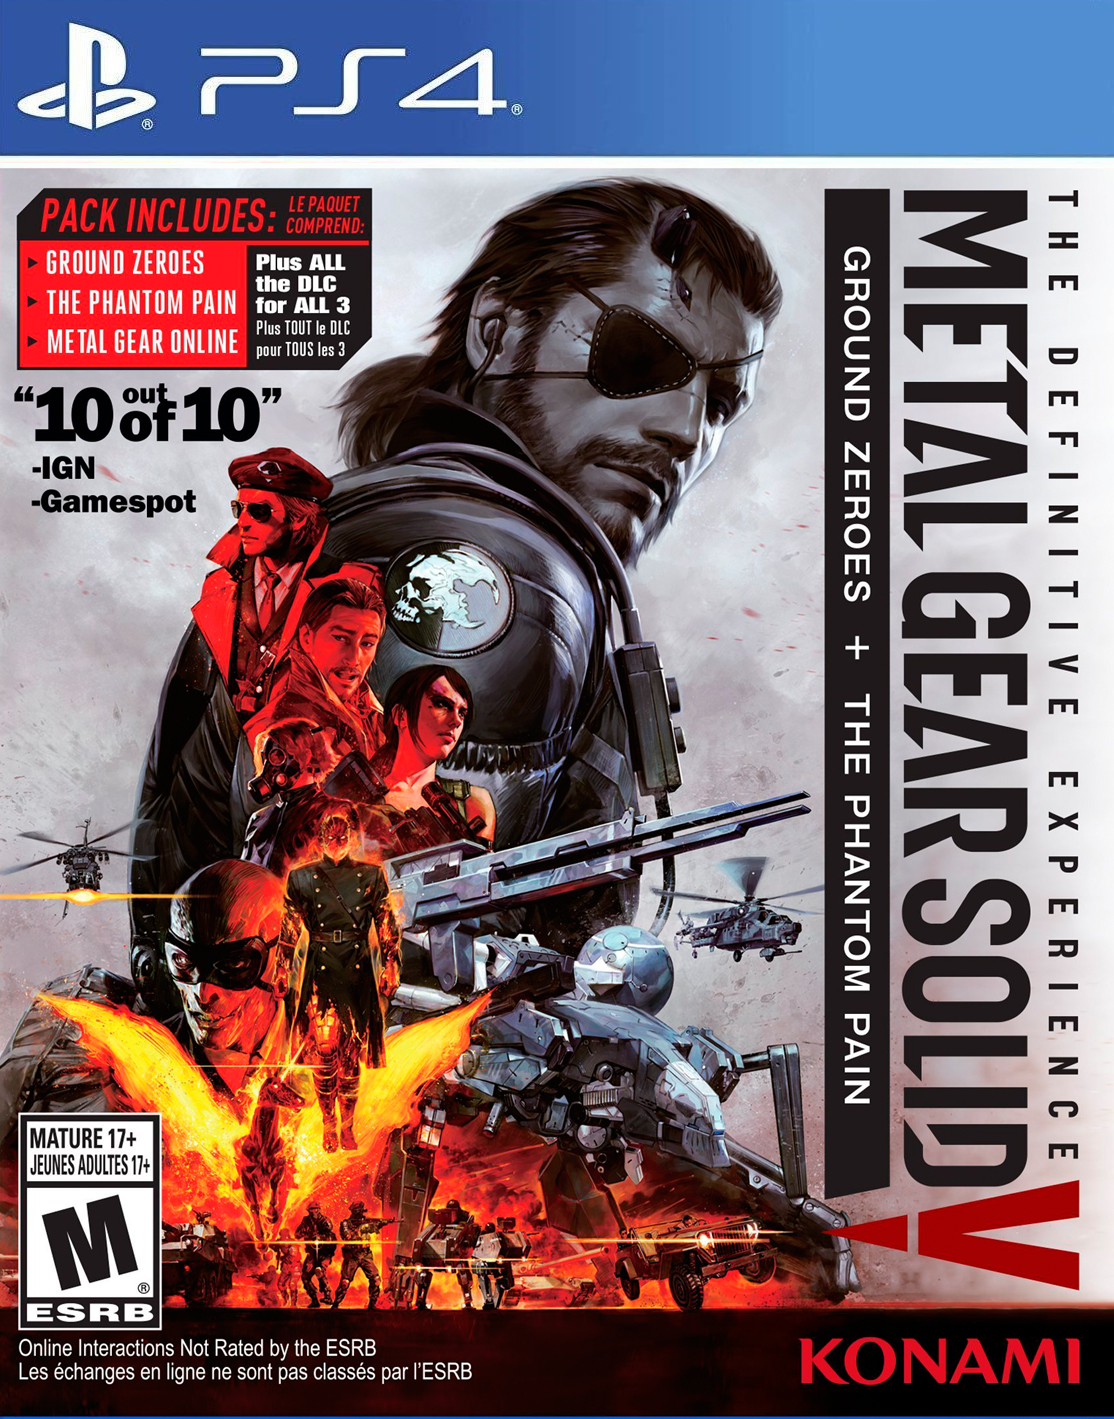 PS4
PACK INCLUDES:
LE PAQUET
COMPREND:
GROUND ZEROES
THE PHANTOM PAIN
METAL GEAR ONLINE
Plus ALL
the DLC
for ALL 3
Plus TOUT le DLC
pour TOUS les 3
“10 out of 10”
-IGN
-Gamespot
THE DEFINITIVE EXPERIENCE
METAL GEAR SOLID V
GROUND ZEROES + THE PHANTOM PAIN
MATURE 17+
JEUNES ADULTES 17+
M
ESRB
Online Interactions Not Rated by the ESRB
Les échanges en ligne ne sont pas classés par l’ESRB
KONAMI